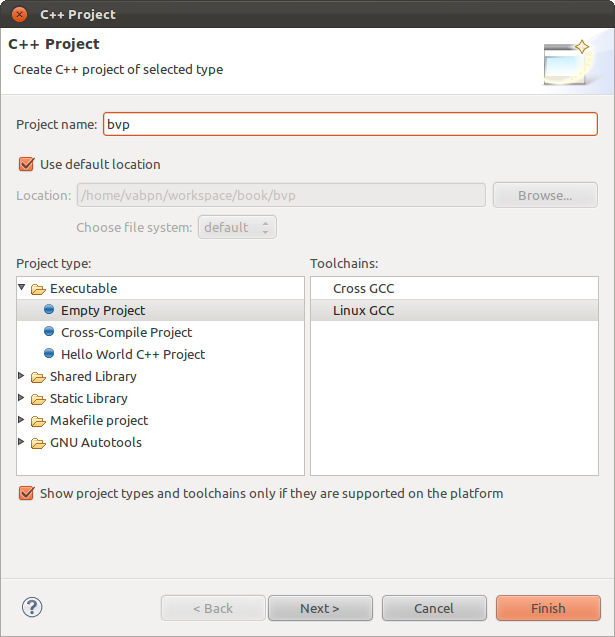 C++ Project
C++ Project
Create C++ project of selected type
Project name: bvp
Use default location
Location: /home/vabpn/workspace/book/bvp Browse...
Choose file system: default
Project type: Toolchains:
Executable Cross GCC
Empty Project Linux GCC
Cross-Compile Project
Hello World C++ Project
Shared Library
Static Library
Makefile project
GNU Autotools
Show project types and toolchains only if they are supported on the platform
? < Back Next > Cancel Finish